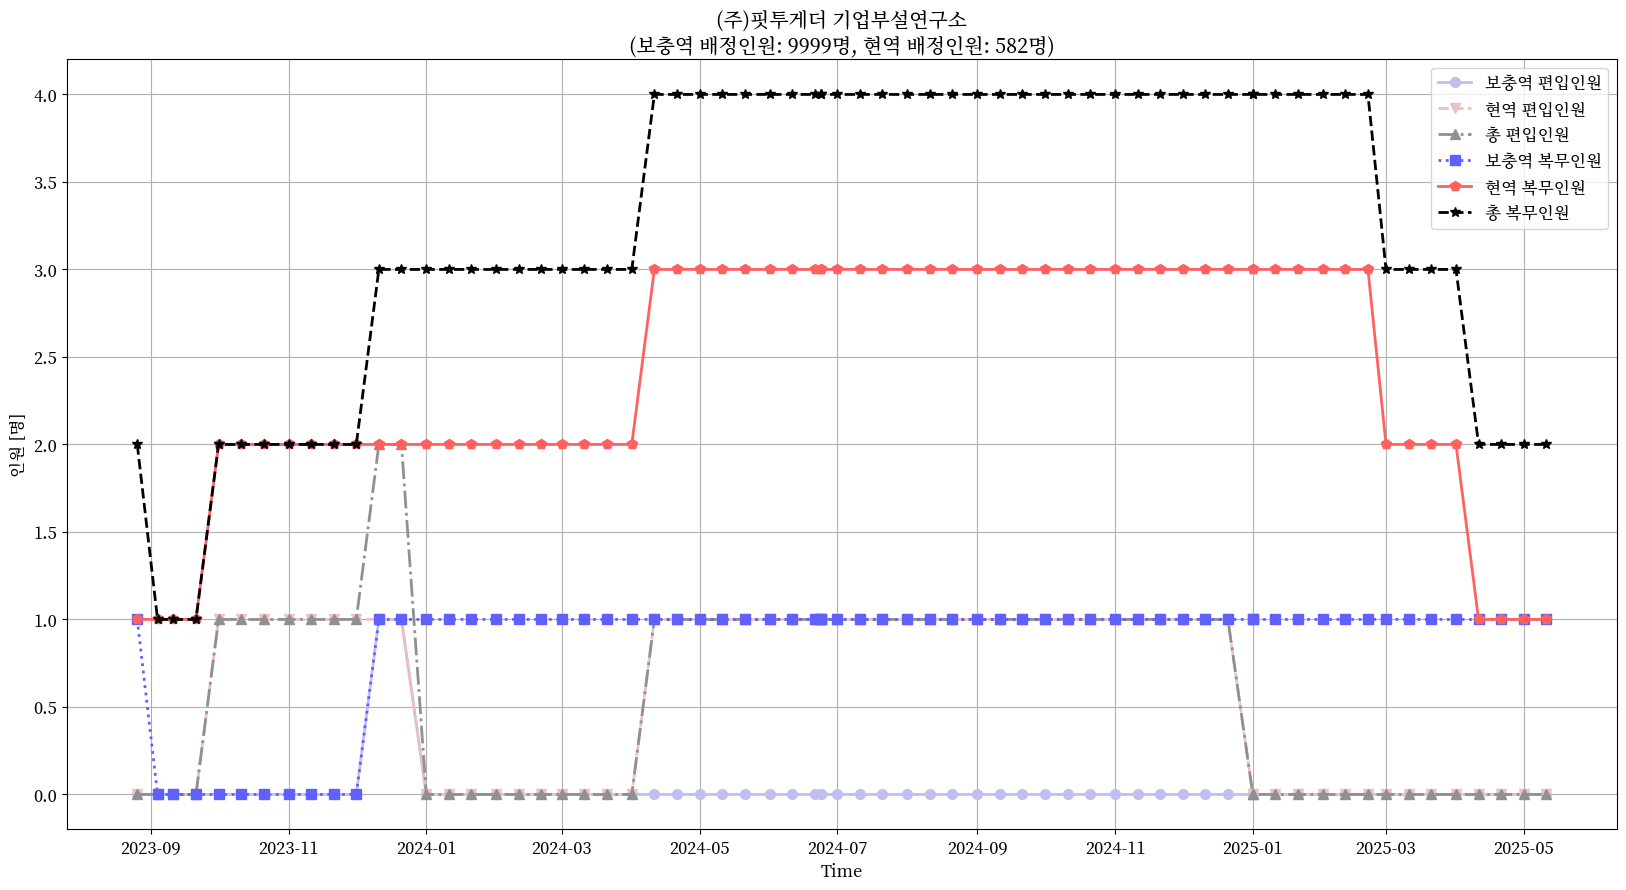 (주)핏투게더 기업부설연구소
(보충역 배정인원: 9999명, 현역 배정인원: 582명)
보충역 편입인원
현역 편입인원
총 편입인원
보충역 복무인원
현역 복무인원
총 복무인원
인원 [명]
4.0
3.5
3.0
2.5
2.0
1.5
1.0
0.5
0.0
2023-09 2023-11 2024-01 2024-03 2024-05 2024-07 2024-09 2024-11 2025-01 2025-03 2025-05
Time